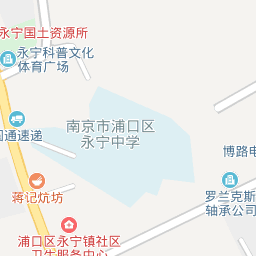 永宁国土资源所
永宁科普文化
体育广场
南京市浦口区
永宁中学
通速递
博路电
蒋记炕坊
罗兰克斯
轴承公司
浦口区永宁镇社区
卫生服务中心